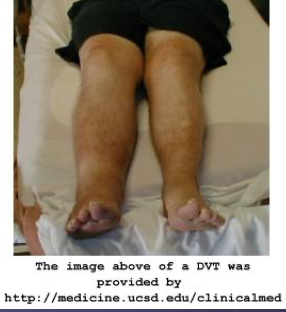 The image above of a DVT was
provided by
http://medicine.ucsd.edu/clinicalmed